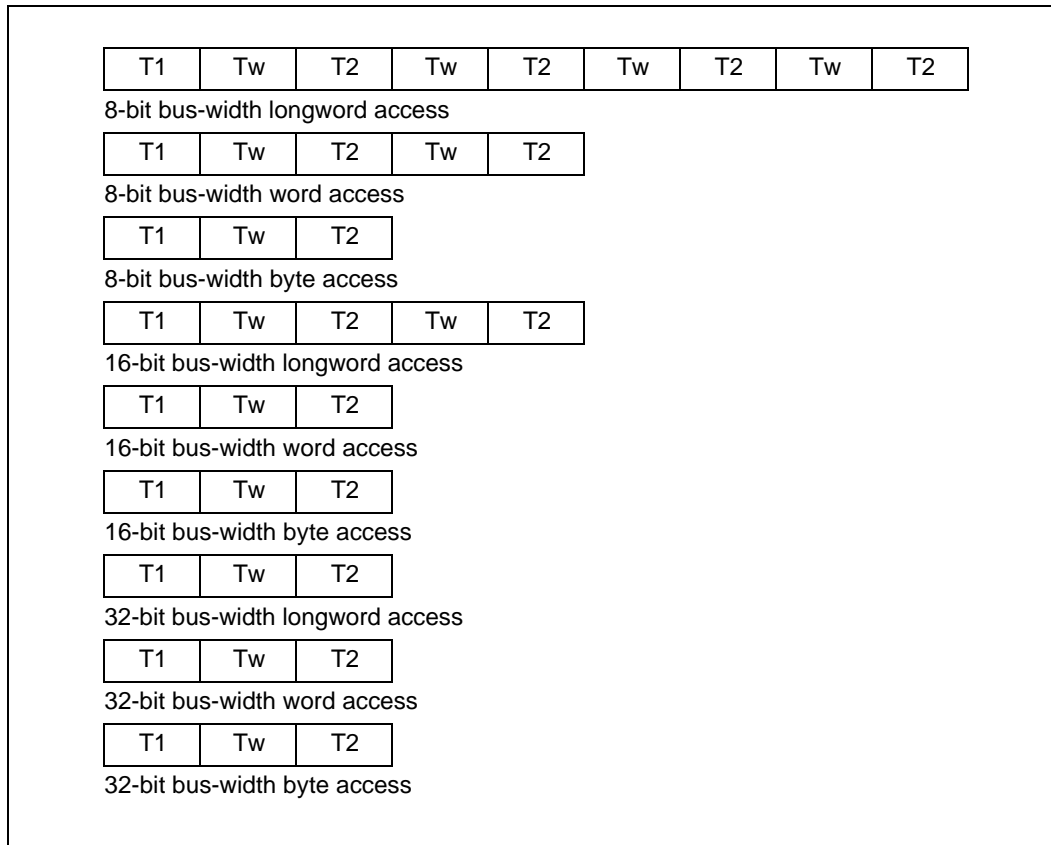 T1 Tw T2 Tw T2 Tw T2 Tw T2
8-bit bus-width longword access
T1 Tw T2 Tw T2
8-bit bus-width word access
T1 Tw T2
8-bit bus-width byte access
T1 Tw T2 Tw T2
16-bit bus-width longword access
T1 Tw T2
16-bit bus-width word access
T1 Tw T2
16-bit bus-width byte access
T1 Tw T2
32-bit bus-width longword access
T1 Tw T2
32-bit bus-width word access
T1 Tw T2
32-bit bus-width byte access